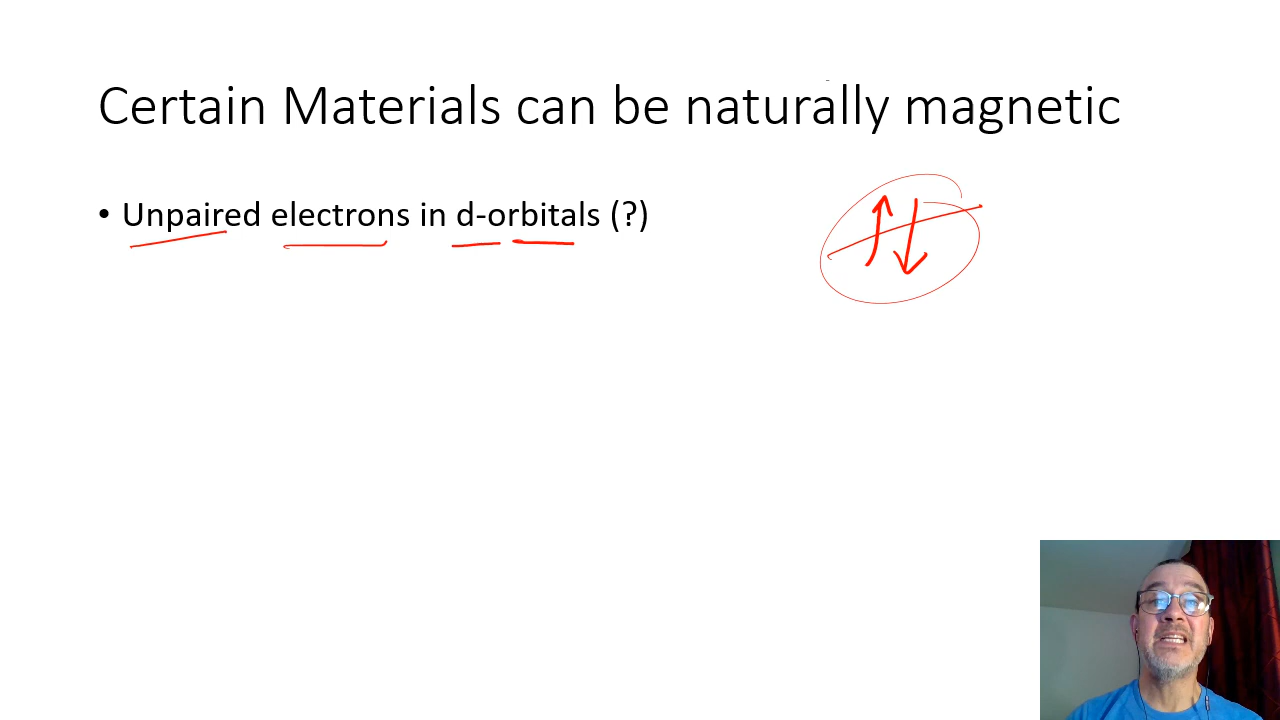 Certain Materials can be naturally magnetic
• Unpaired electrons in d-orbitals (?)